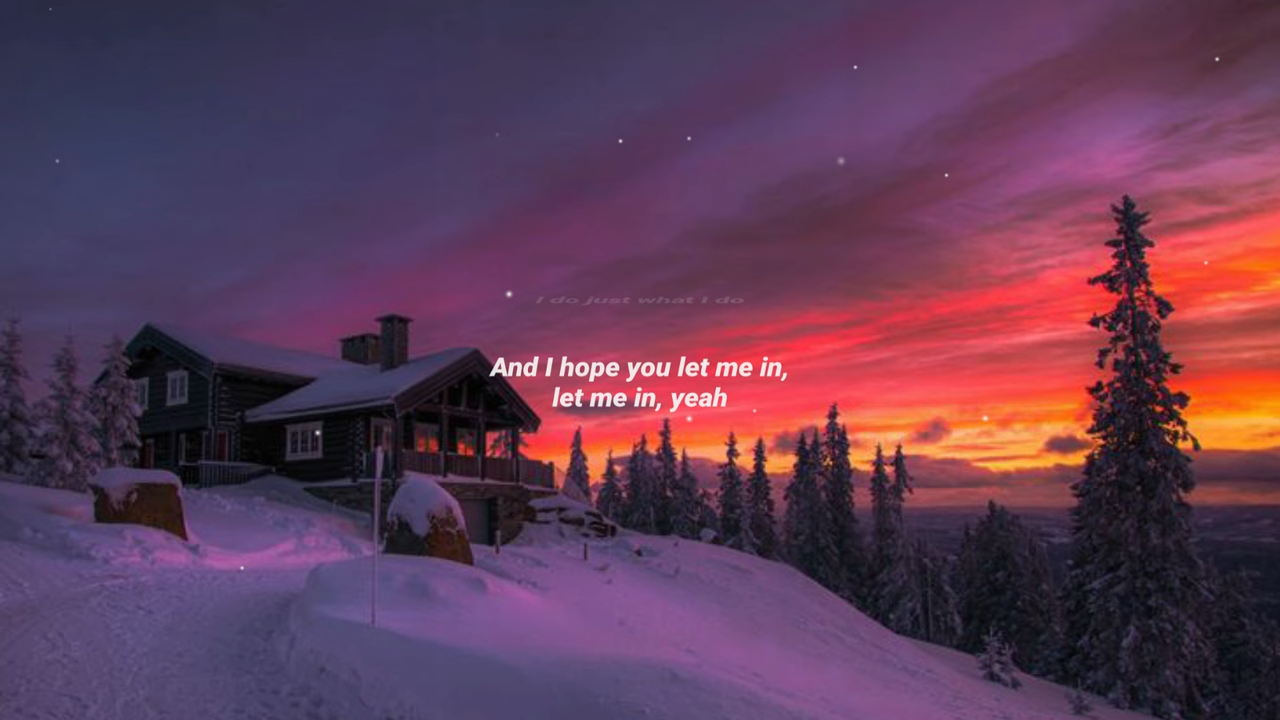 I do just what I do
And I hope you let me in,
let me in, yeah